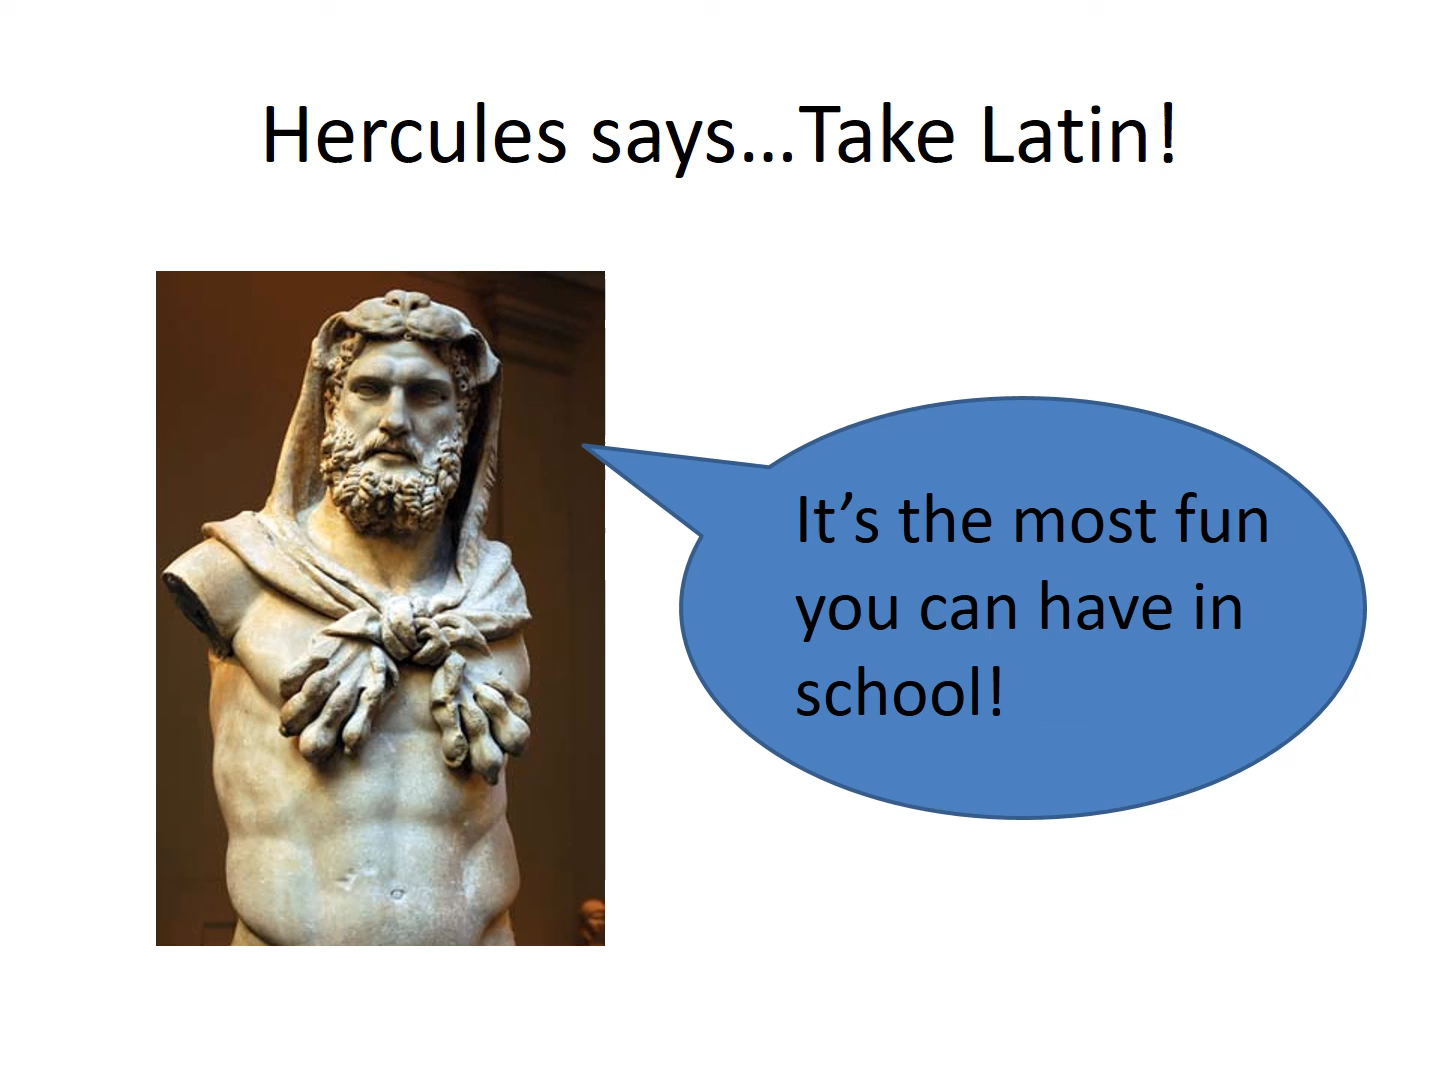 Hercules says…Take Latin!
It’s the most fun
you can have in
school!